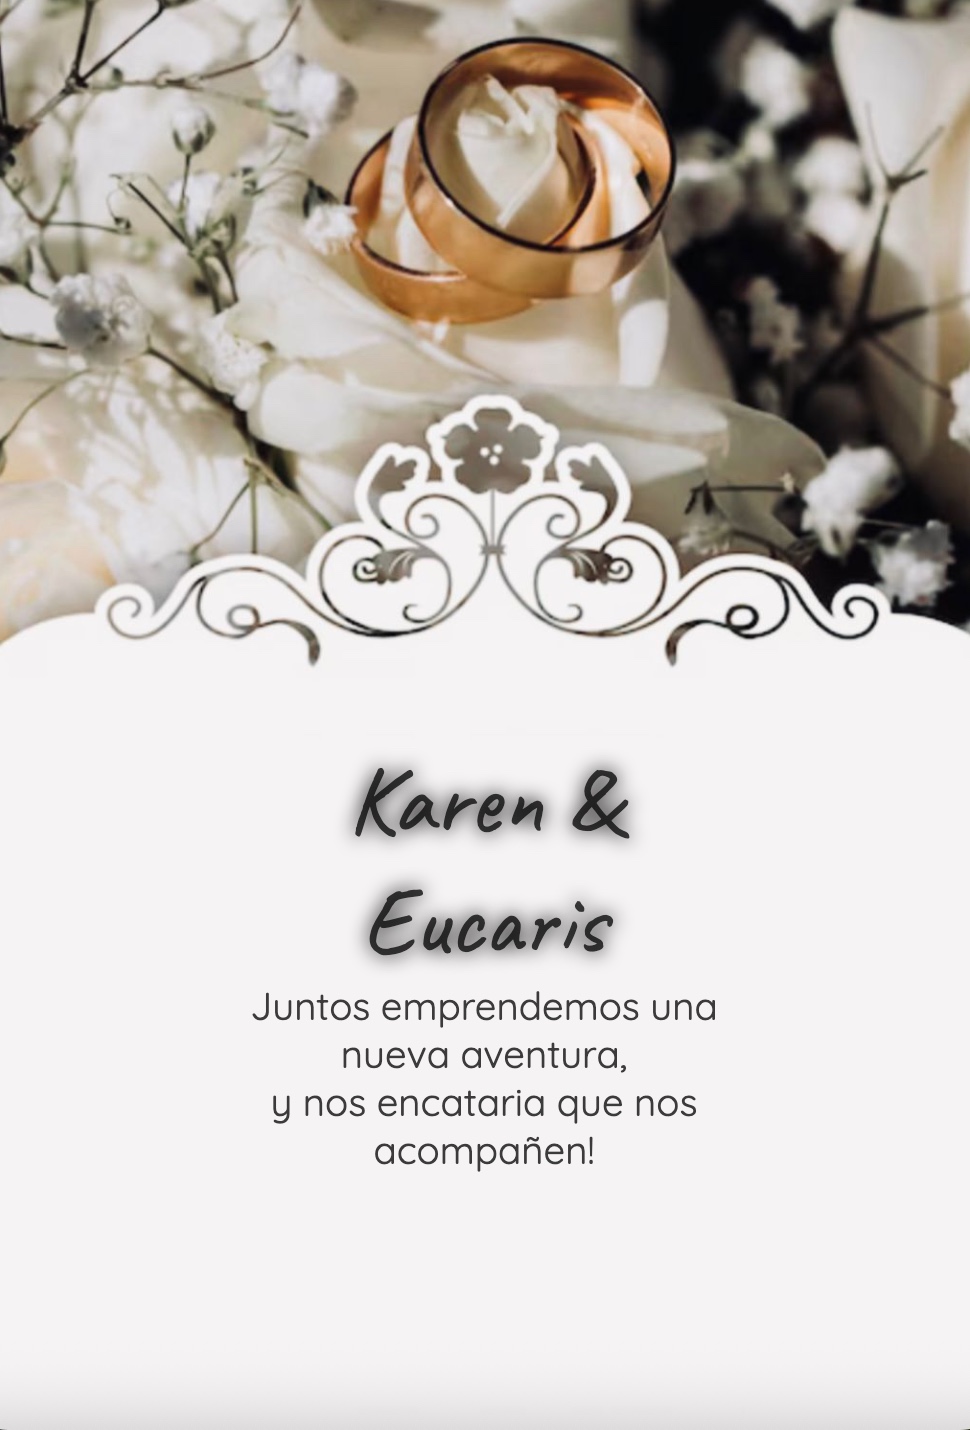 Karen &
Eucaris
Juntos emprendemos una
nueva aventura,
y nos encataria que nos
acompañen!